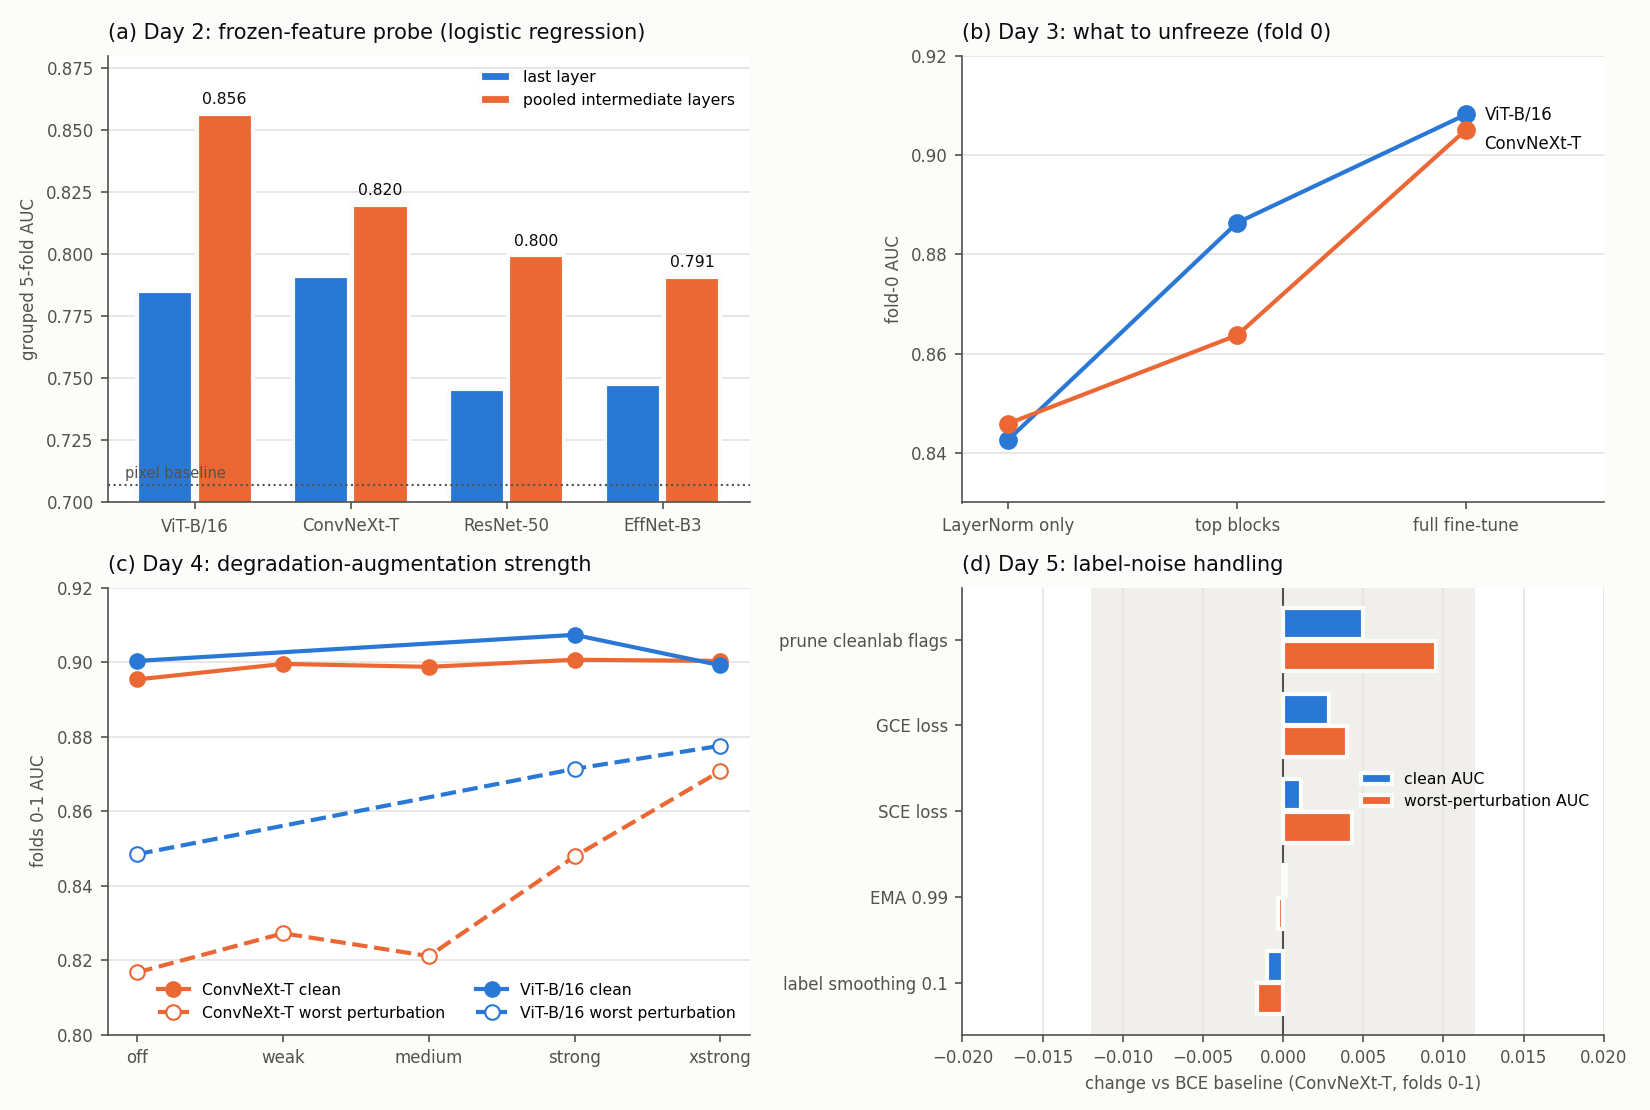 (a) Day 2: frozen-feature probe (logistic regression)
last layer
pooled intermediate layers
0.856
0.820
0.800
0.791
pixel baseline
grouped 5-fold AUC
0.875
0.850
0.825
0.800
0.775
0.750
0.725
0.700
ViT-B/16
ConvNeXt-T
ResNet-50
EffNet-B3
(b) Day 3: what to unfreeze (fold 0)
ViT-B/16
ConvNeXt-T
fold-0 AUC
0.92
0.90
0.88
0.86
0.84
LayerNorm only
top blocks
full fine-tune
(c) Day 4: degradation-augmentation strength
folds 0-1 AUC
0.92
0.90
0.88
0.86
0.84
0.82
0.80
ConvNeXt-T clean
ConvNeXt-T worst perturbation
ViT-B/16 clean
ViT-B/16 worst perturbation
off
weak
medium
strong
xstrong
(d) Day 5: label-noise handling
prune cleanlab flags
GCE loss
SCE loss
EMA 0.99
label smoothing 0.1
clean AUC
worst-perturbation AUC
−0.020
−0.015
−0.010
−0.005
0.000
0.005
0.010
0.015
0.020
change vs BCE baseline (ConvNeXt-T, folds 0-1)